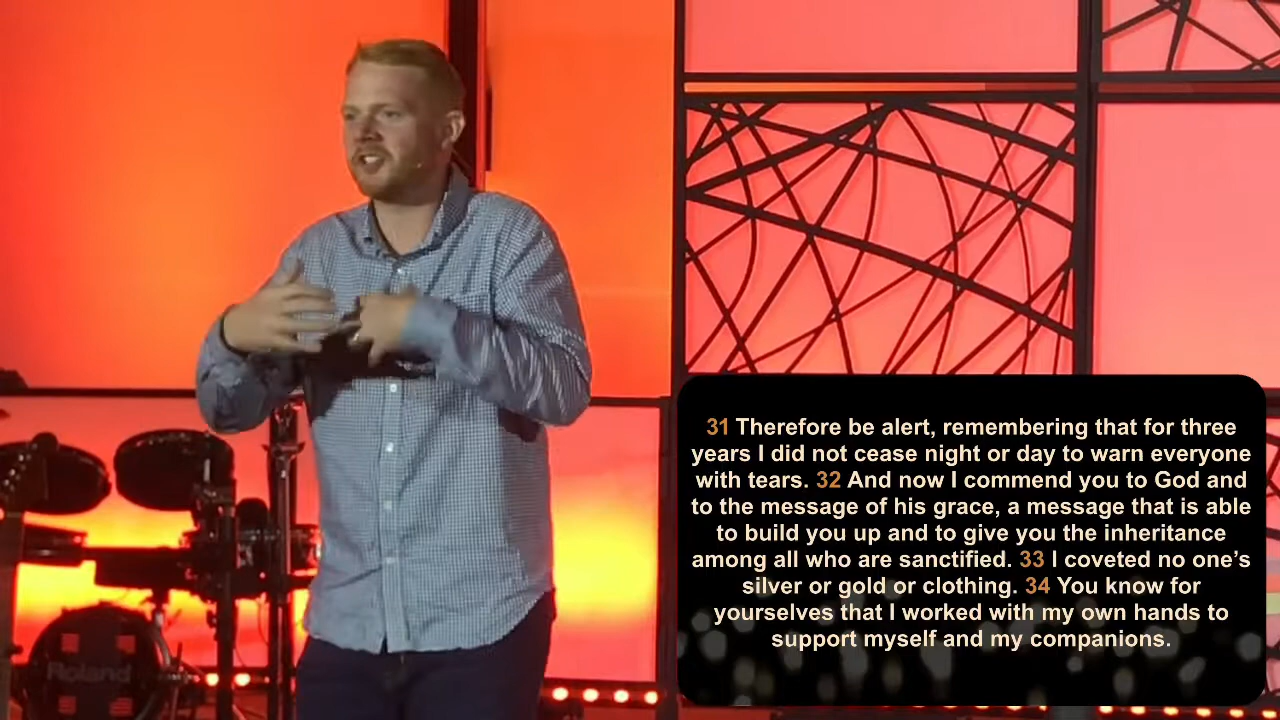 31 Therefore be alert, remembering that for three
years I did not cease night or day to warn everyone
with tears. 32 And now I commend you to God and
to the message of his grace, a message that is able
to build you up and to give you the inheritance
among all who are sanctified. 33 I coveted no one’s
silver or gold or clothing. 34 You know for
yourselves that I worked with my own hands to
support myself and my companions.
Roland